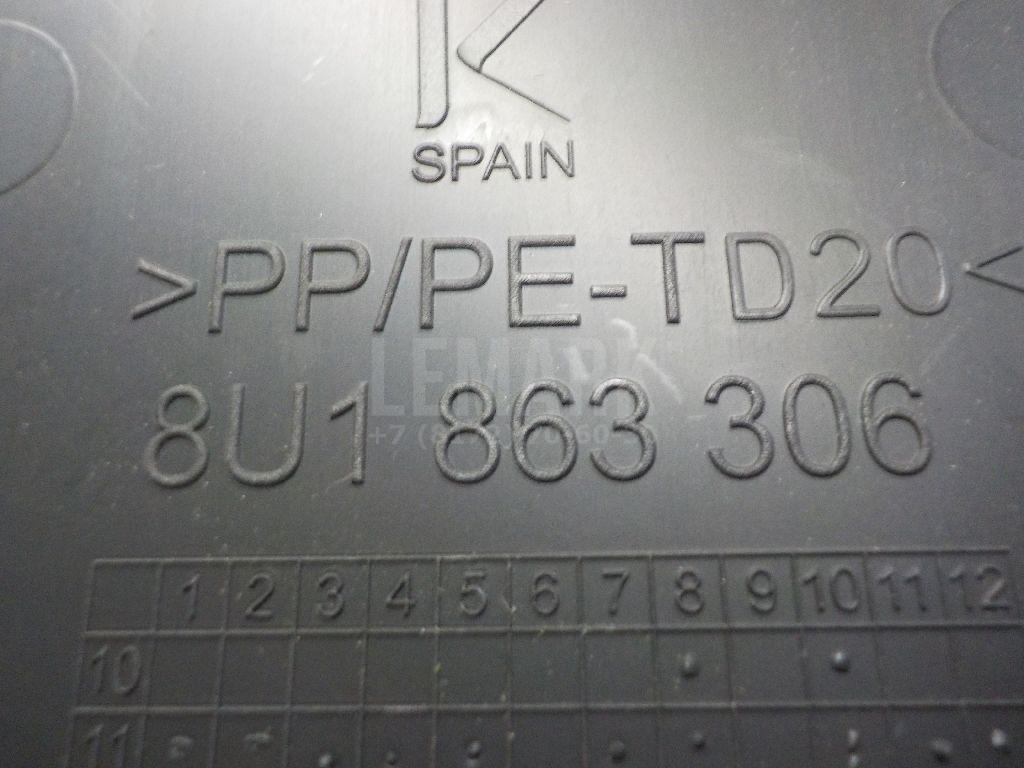 K
SPAIN
>PP/PE-TD20<
LEMARK
8U1 863 306
1 2 3 4 5 6 7 8 9 10 11 12
10
11